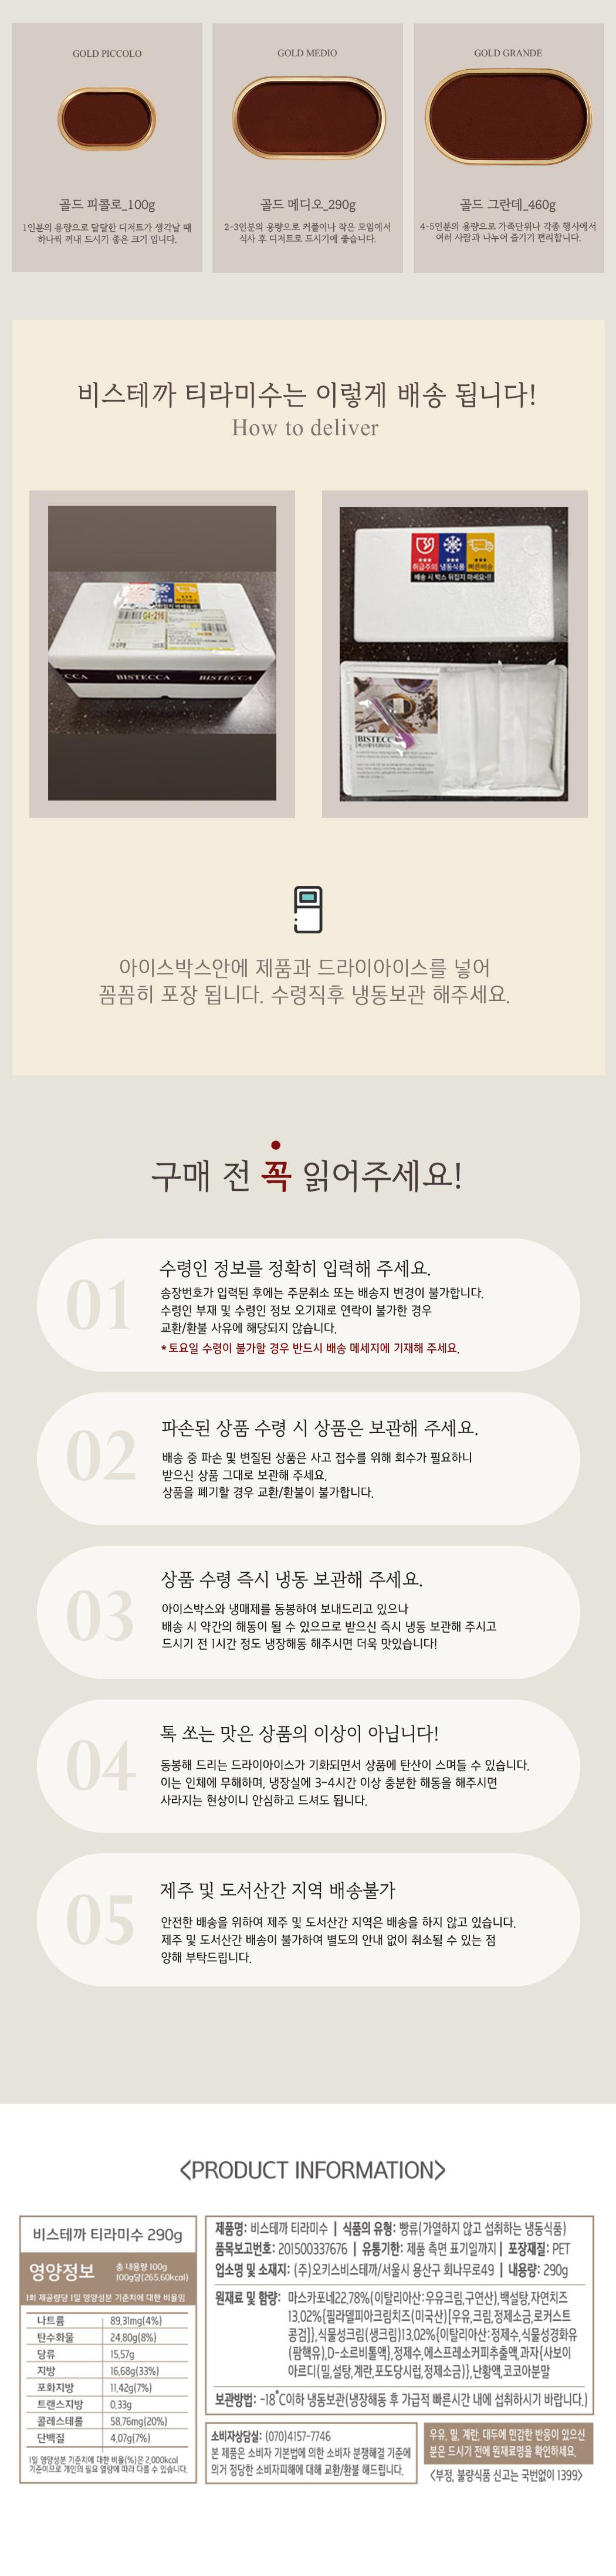 GOLD PICCOLO
골드 피콜로_100g
1인분의 용량으로 달달한 디저트가 생각날 때
하나씩 꺼내 드시기 좋은 크기 입니다.
GOLD MEDIO
골드 메디오_290g
2-3인분의 용량으로 커플이나 작은 모임에서
식사 후 디저트로 드시기에 좋습니다.
GOLD GRANDE
골드 그란데_460g
4-5인분의 용량으로 가족단위나 각종 행사에서
여러 사람과 나누어 즐기기 편리합니다.
비스테까 티라미수는 이렇게 배송 됩니다!
How to deliver
04-216
CCA BISTECCA BISTECCA
취급주의 냉동식품 빠른배송
배송 시 박스 뒤집지 마세요~!!
BISTECC
아이스박스안에 제품과 드라이아이스를 넣어
꼼꼼히 포장 됩니다. 수령직후 냉동보관 해주세요.
구매 전 꼭 읽어주세요!
01
수령인 정보를 정확히 입력해 주세요.
송장번호가 입력된 후에는 주문취소 또는 배송지 변경이 불가합니다.
수령인 부재 및 수령인 정보 오기재로 연락이 불가한 경우
교환/환불 사유에 해당되지 않습니다.
* 토요일 수령이 불가할 경우 반드시 배송 메세지에 기재해 주세요.
02
파손된 상품 수령 시 상품은 보관해 주세요.
배송 중 파손 및 변질된 상품은 사고 접수를 위해 회수가 필요하니
받으신 상품 그대로 보관해 주세요.
상품을 폐기할 경우 교환/환불이 불가합니다.
03
상품 수령 즉시 냉동 보관해 주세요.
아이스박스와 냉매제를 동봉하여 보내드리고 있으나
배송 시 약간의 해동이 될 수 있으므로 받으신 즉시 냉동 보관해 주시고
드시기 전 1시간 정도 냉장해동 해주시면 더욱 맛있습니다!
04
톡 쏘는 맛은 상품의 이상이 아닙니다!
동봉해 드리는 드라이아이스가 기화되면서 상품에 탄산이 스며들 수 있습니다.
이는 인체에 무해하며, 냉장실에 3-4시간 이상 충분한 해동을 해주시면
사라지는 현상이니 안심하고 드셔도 됩니다.
05
제주 및 도서산간 지역 배송불가
안전한 배송을 위하여 제주 및 도서산간 지역은 배송을 하지 않고 있습니다.
제주 및 도서산간 배송이 불가하여 별도의 안내 없이 취소될 수 있는 점
양해 부탁드립니다.
<PRODUCT INFORMATION>
비스테까 티라미수 290g
영양정보
총 내용량 100g
100g당(265.60kcal)
1회 제공량당 1일 영양성분 기준치에 대한 비율임
나트륨 89.31mg(4%)
탄수화물 24.80g(8%)
당류 15.57g
지방 16.68g(33%)
포화지방 11.42g(7%)
트랜스지방 0.33g
콜레스테롤 58.76mg(20%)
단백질 4.07g(7%)
1일 영양성분 기준치에 대한 비율(%)은 2,000kcal
기준이므로 개인의 필요 열량에 따라 다를 수 있습니다.
제품명: 비스테까 티라미수 | 식품의 유형: 빵류(가열하지 않고 섭취하는 냉동식품)
품목보고번호: 201500337676 | 유통기한: 제품 측면 표기일까지 | 포장재질: PET
업소명 및 소재지: (주)오키스비스테까/서울시 용산구 회나무로49 | 내용량: 290g
원재료 및 함량: 마스카포네22.78%(이탈리아산:우유크림,구연산),백설탕,자연치즈
13.02%{필라델피아크림치즈(미국산)[우유,크림,정제소금,로커스트
콩검]},식물성크림(생크림)13.02%{이탈리아산:정제수,식물성경화유
(팜핵유),D-소르비톨액},정제수,에스프레소커피추출액,과자{사보이
아르디(밀,설탕,계란,포도당시럽,정제소금)},난황액,코코아분말
보관방법: -18℃이하 냉동보관(냉장해동 후 가급적 빠른시간 내에 섭취하시기 바랍니다.)
소비자상담실: (070)4157-7746
본 제품은 소비자 기본법에 의한 소비자 분쟁해결 기준에
의거 정당한 소비자피해에 대해 교환/환불 해드립니다.
우유, 밀, 계란, 대두에 민감한 반응이 있으신
분은 드시기 전에 원재료명을 확인하세요.
<부정, 불량식품 신고는 국번없이 1399>